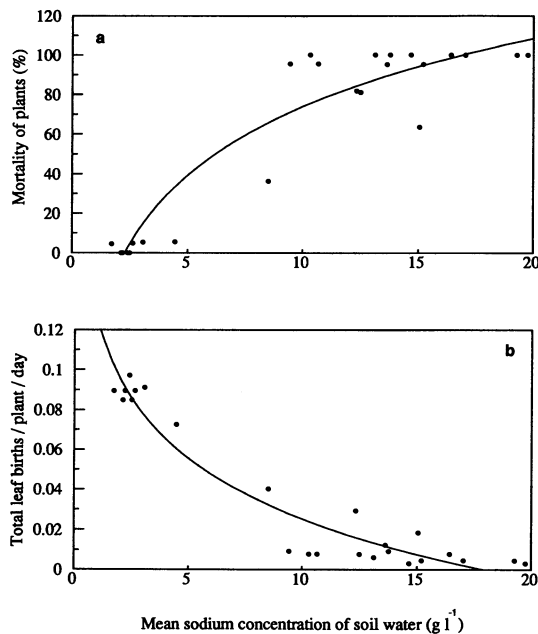 a
Mortality of plants (%)
120
100
80
60
40
20
0
0 5 10 15 20
b
Total leaf births / plant / day
0.12
0.1
0.08
0.06
0.04
0.02
0
0 5 10 15 20
Mean sodium concentration of soil water (g l⁻¹)